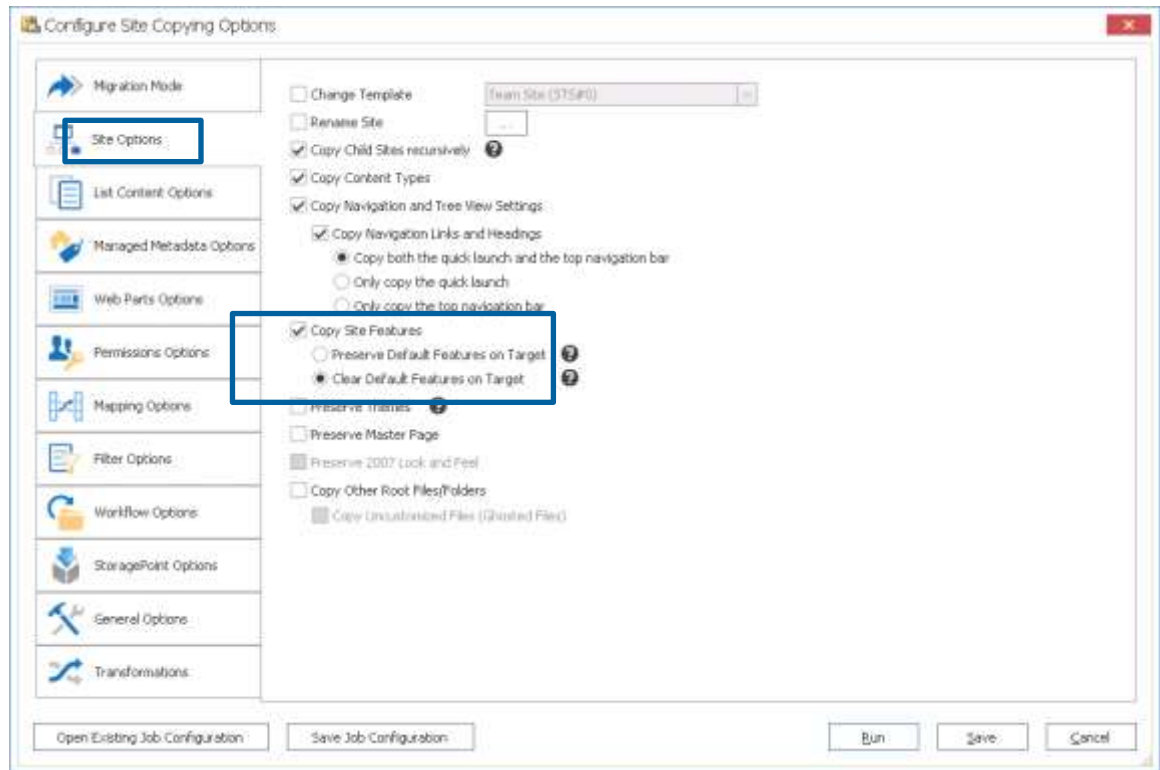 Configure Site Copying Options
Migration Mode
Site Options
List Content Options
Managed Metadata Options
Web Parts Options
Permissions Options
Mapping Options
Filter Options
Workflow Options
StoragePoint Options
General Options
Transformations
Change Template Team Site (STS#0)
Rename Site ...
Copy Child Sites recursively ?
Copy Content Types
Copy Navigation and Tree View Settings
Copy Navigation Links and Headings
Copy both the quick launch and the top navigation bar
Only copy the quick launch
Only copy the top navigation bar
Copy Site Features
Preserve Default Features on Target ?
Clear Default Features on Target ?
Preserve Themes ?
Preserve Master Page
Preserve 2007 Look and Feel
Copy Other Root Files/Folders
Copy Uncustomized Files (Ghosted Files)
Open Existing Job Configuration Save Job Configuration Run Save Cancel